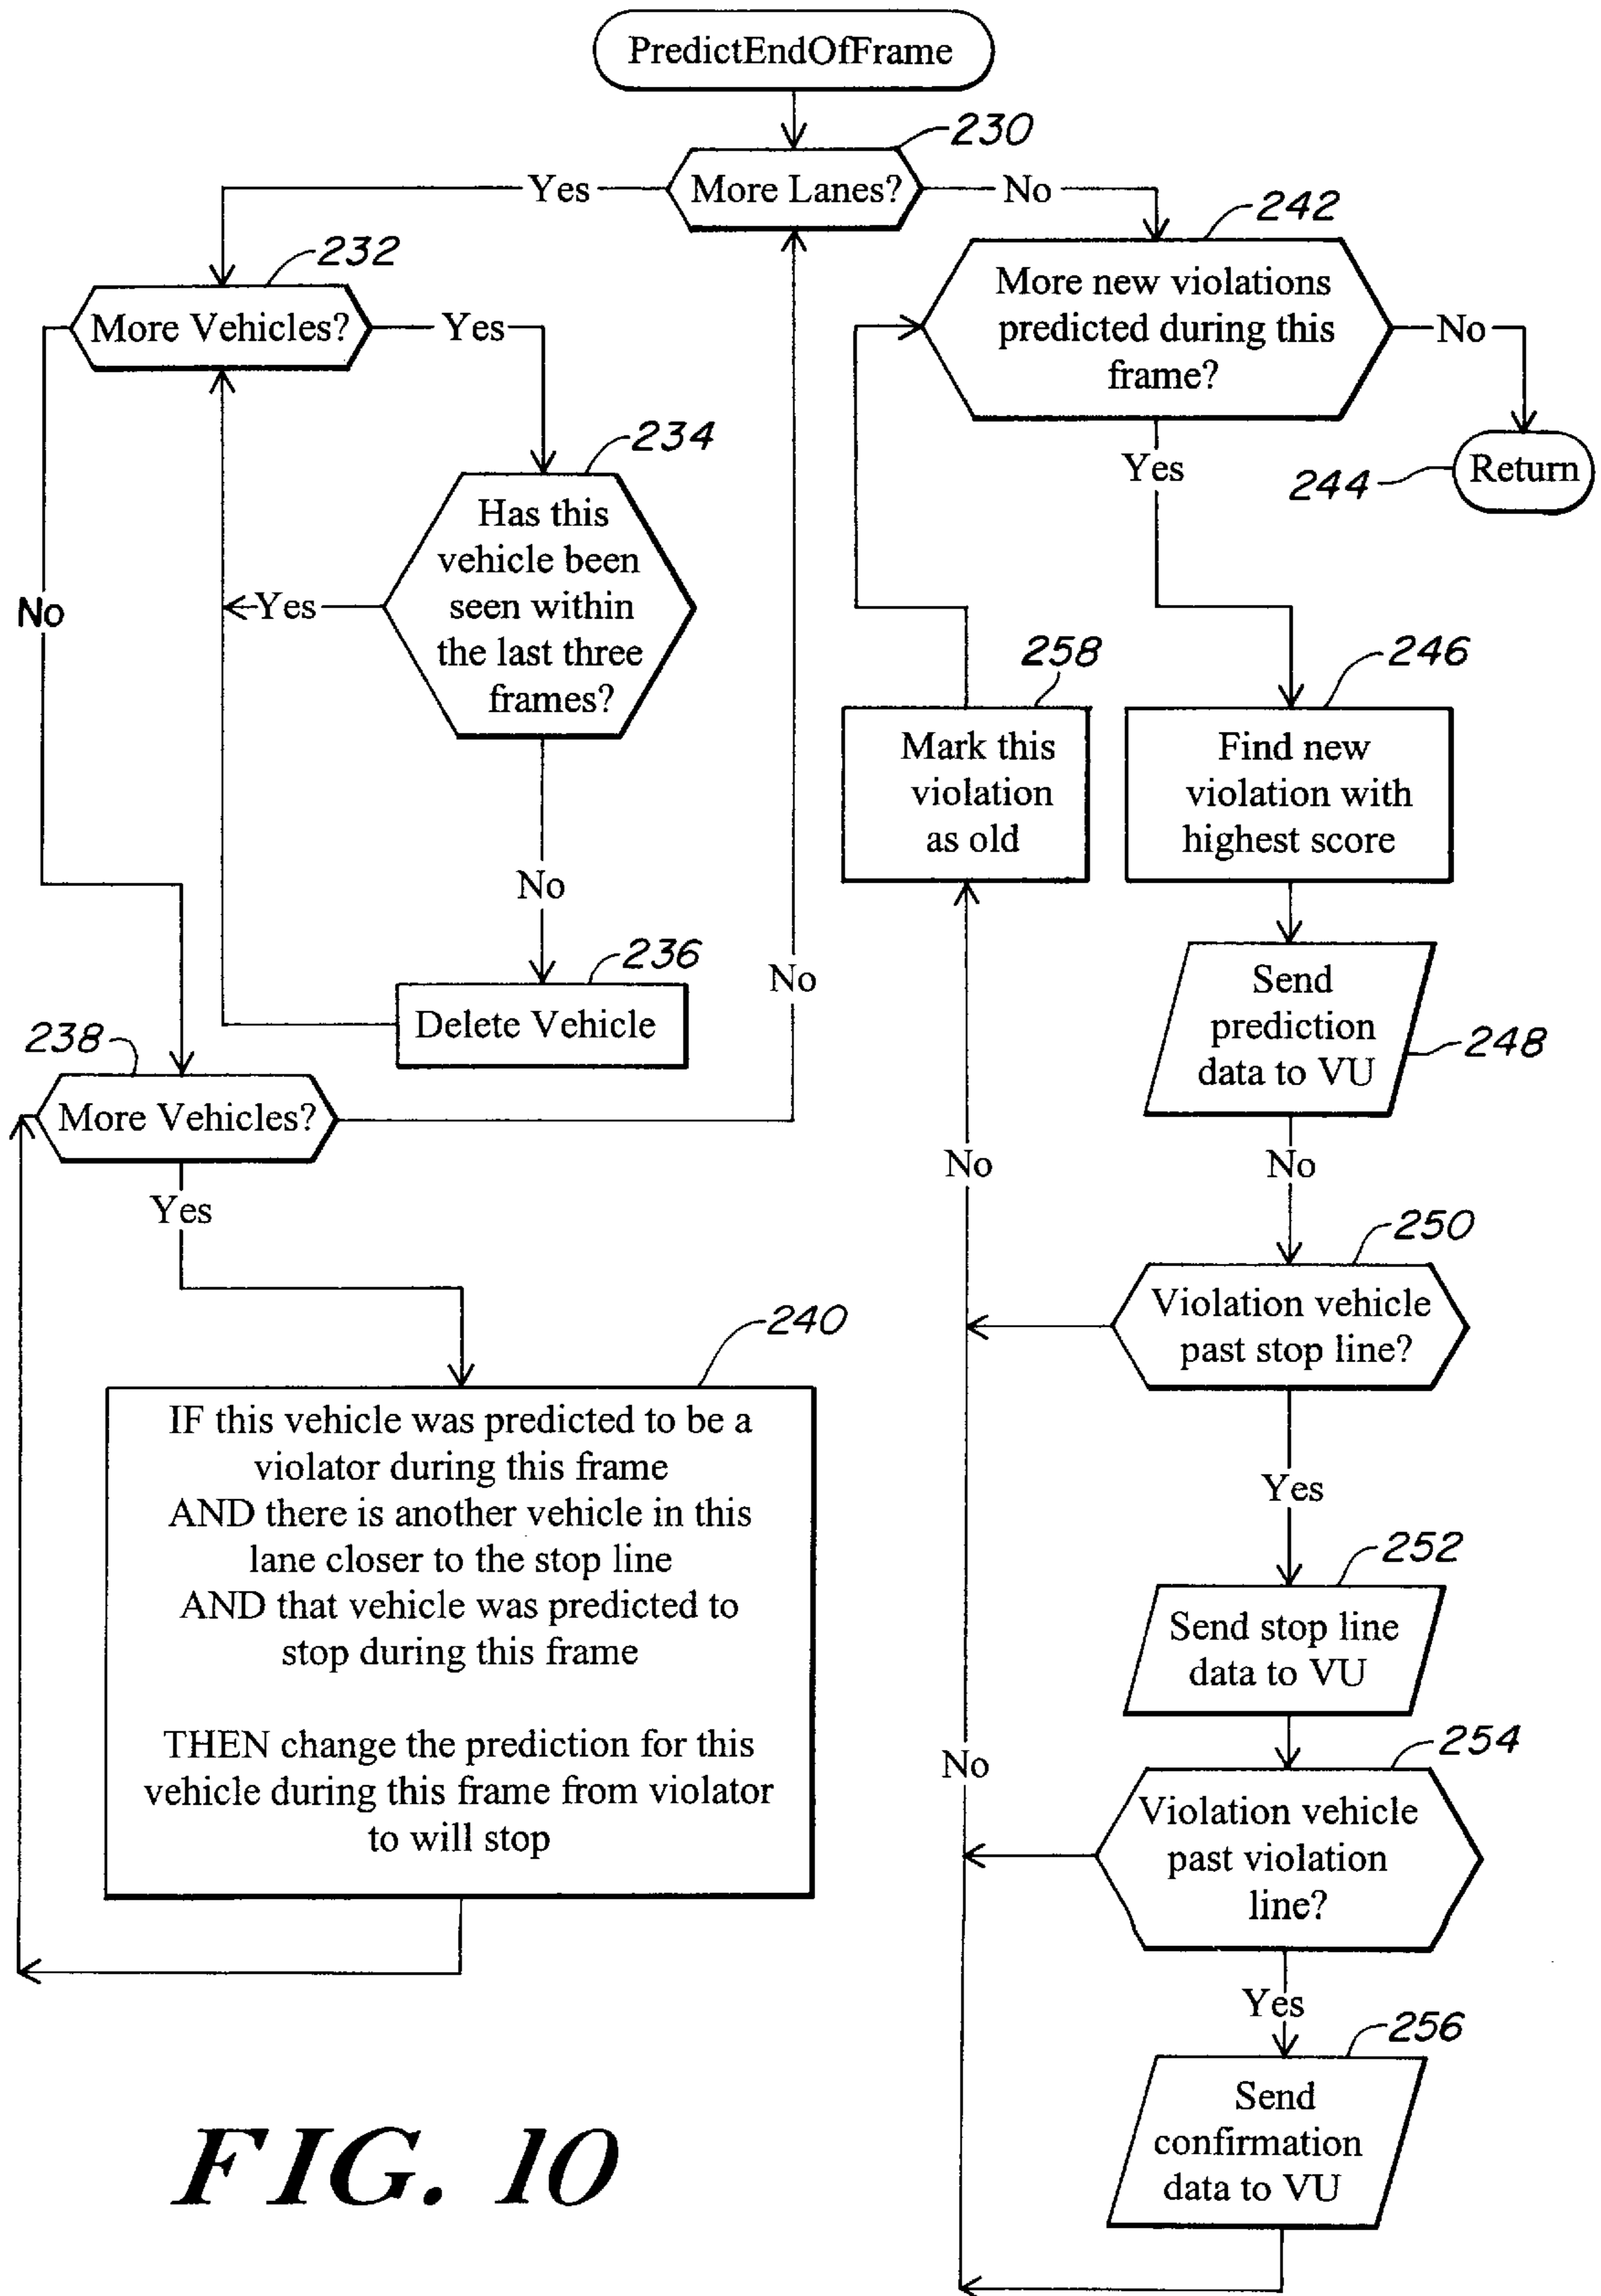 PredictEndOfFrame
230
More Lanes?
Yes
No
242
232
More Vehicles?
Yes
No
More new violations
predicted during this
frame?
No
Yes
244
Return
234
Has this
vehicle been
seen within
the last three
frames?
Yes
No
236
Delete Vehicle
238
More Vehicles?
No
Yes
240
IF this vehicle was predicted to be a
violator during this frame
AND there is another vehicle in this
lane closer to the stop line
AND that vehicle was predicted to
stop during this frame
THEN change the prediction for this
vehicle during this frame from violator
to will stop
258
Mark this
violation
as old
246
Find new
violation with
highest score
Send
prediction
data to VU
248
No
No
250
Violation vehicle
past stop line?
Yes
252
Send stop line
data to VU
254
No
Violation vehicle
past violation
line?
Yes
256
Send
confirmation
data to VU
FIG. 10